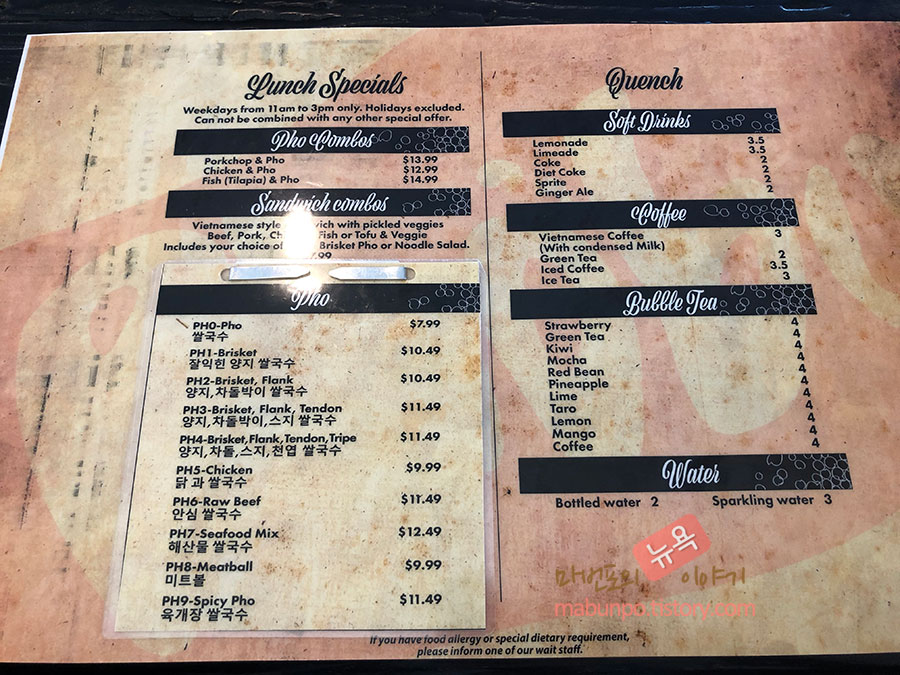 Lunch Specials
Weekdays from 11am to 3pm only. Holidays excluded.
Can not be combined with any other special offer.
Pho Combos
Porkchop & Pho $13.99
Chicken & Pho $12.99
Fish (Tilapia) & Pho $14.99
Sandwich combos
Vietnamese style with pickled veggies
Beef, Pork, Fish or Tofu & Veggie
Includes your choice of Brisket Pho or Noodle Salad.
.99
Pho
PH0-Pho $7.99
쌀국수
PH1-Brisket $10.49
잘익힌 양지 쌀국수
PH2-Brisket, Flank $10.49
양지,차돌박이 쌀국수
PH3-Brisket, Flank, Tendon $11.49
양지,차돌박이,스지 쌀국수
PH4-Brisket,Flank,Tendon,Tripe $11.49
양지,차돌,스지,천엽 쌀국수
PH5-Chicken $9.99
닭 과 쌀국수
PH6-Raw Beef $11.49
안심 쌀국수
PH7-Seafood Mix $12.49
해산물 쌀국수
PH8-Meatball $9.99
미트볼
PH9-Spicy Pho $11.49
육개장 쌀국수
Quench
Soft Drinks
Lemonade 3.5
Limeade 3.5
Coke 2
Diet Coke 2
Sprite 2
Ginger Ale 2
Coffee
Vietnamese Coffee 3
(With condensed Milk)
Green Tea 2
Iced Coffee 3.5
Ice Tea 3
Bubble Tea
Strawberry 4
Green Tea 4
Kiwi 4
Mocha 4
Red Bean 4
Pineapple 4
Lime 4
Taro 4
Lemon 4
Mango 4
Coffee 4
Water
Bottled water 2 Sparkling water 3
마헌포의 뉴욕 이야기
mahunpo.tistory.com
If you have food allergy or special dietary requirement,
please inform one of our wait staff.